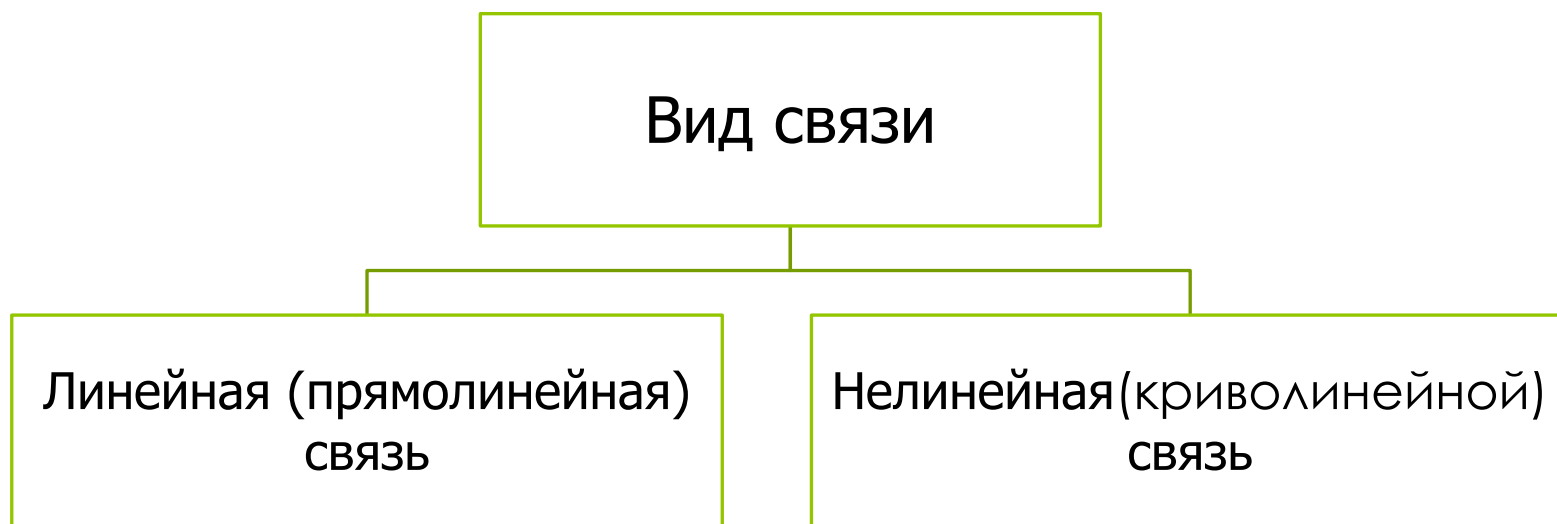 Вид связи
Линейная (прямолинейная)
связь
Нелинейная(криволинейной)
связь